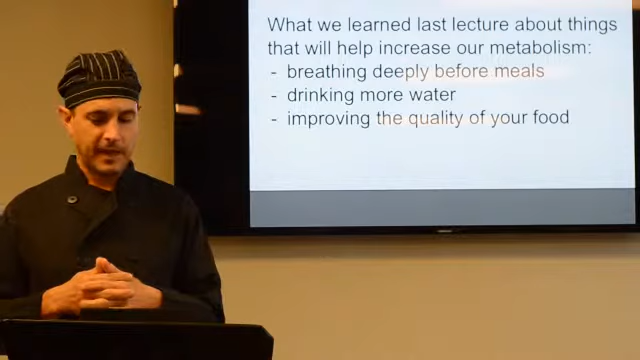 What we learned last lecture about things
that will help increase our metabolism:
- breathing deeply before meals
- drinking more water
- improving the quality of your food